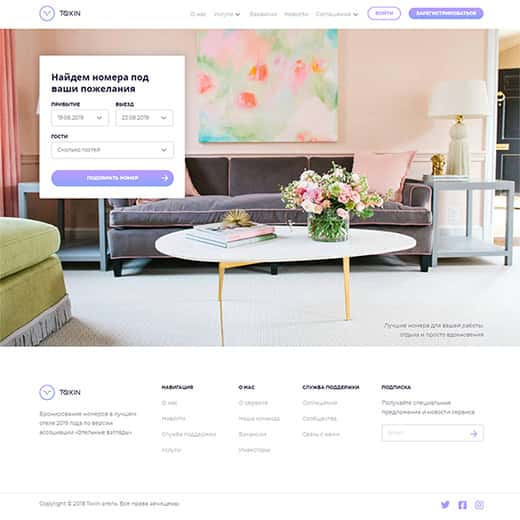 TOXIN
О нас Услуги Вакансии Новости Соглашения ВОЙТИ ЗАРЕГИСТРИРОВАТЬСЯ
Найдем номера под
ваши пожелания
ПРИБЫТИЕ ВЫЕЗД
19.08.2019 23.08.2019
ГОСТИ
Сколько гостей
ПОДОБРАТЬ НОМЕР
Лучшие номера для вашей работы,
отдыха и просто вдохновения
TOXIN
Бронирование номеров в лучшем
отеле 2019 года по версии
ассоциации «Отельные взгляды»
НАВИГАЦИЯ
О нас
Новости
Служба поддержки
Услуги
О НАС
О сервисе
Наша команда
Вакансии
Инвесторы
СЛУЖБА ПОДДЕРЖКИ
Соглашения
Сообщества
Связь с нами
ПОДПИСКА
Получайте специальные
предложения и новости сервиса
Email
Copyright © 2018 Toxin отель. Все права защищены.